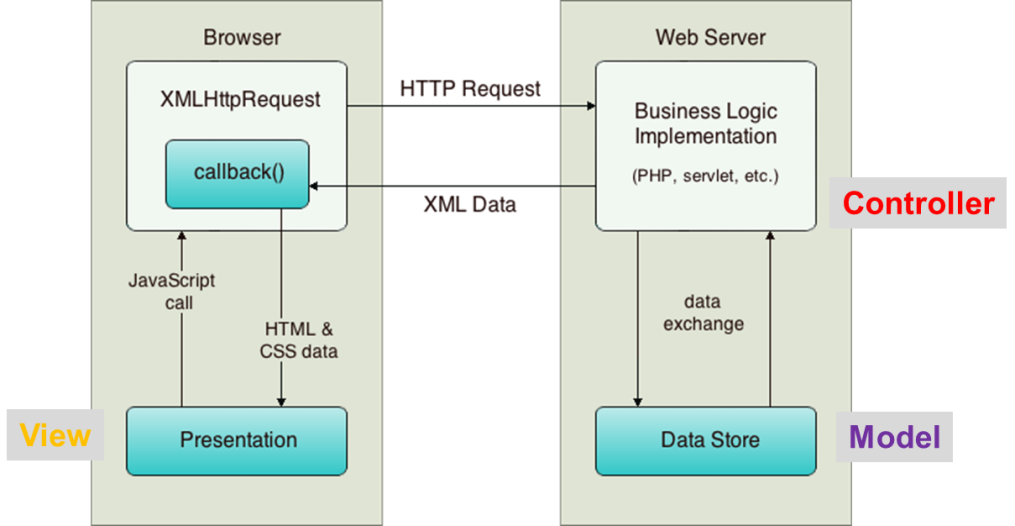 Browser
XMLHttpRequest
callback()
JavaScript
call
HTML &
CSS data
View
Presentation
HTTP Request
XML Data
Web Server
Business Logic
Implementation
(PHP, servlet, etc.)
Controller
data
exchange
Data Store
Model